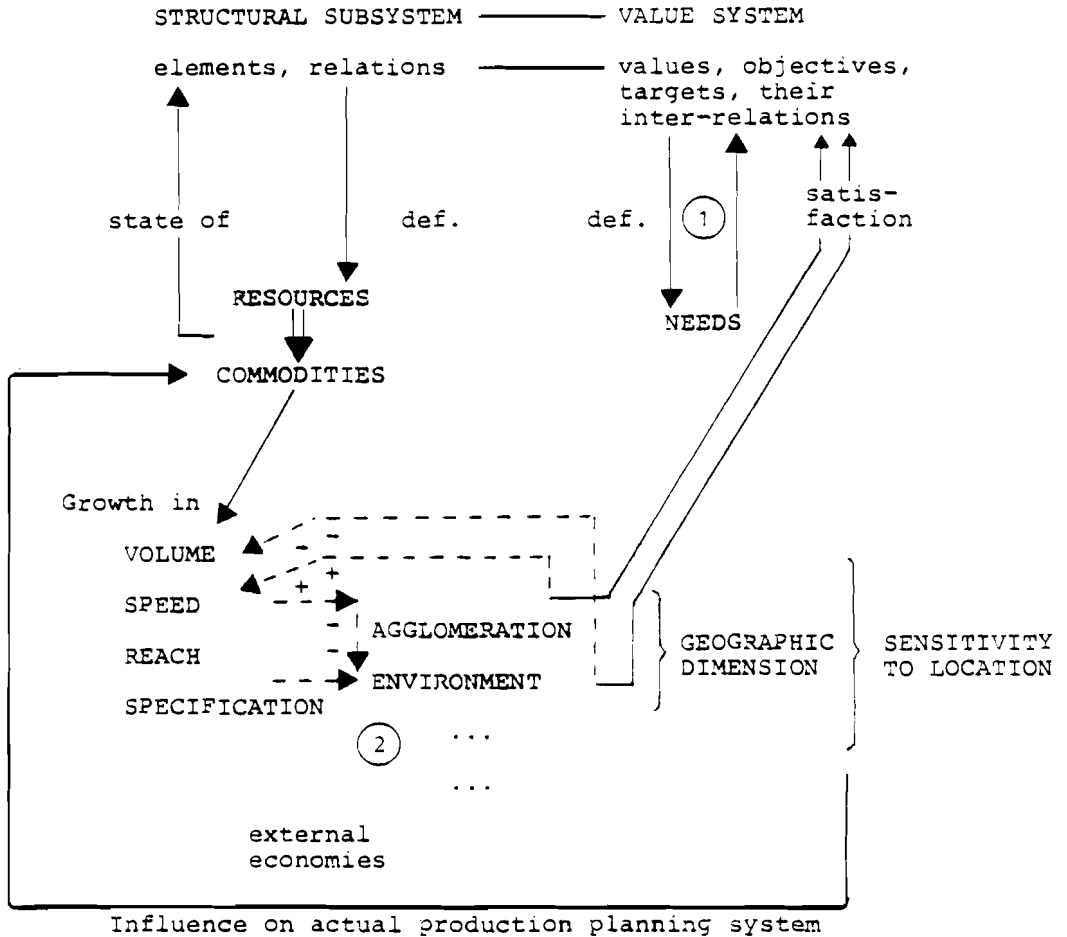 STRUCTURAL SUBSYSTEM VALUE SYSTEM
elements, relations values, objectives,
targets, their
inter-relations
satis-
faction
state of def. def. 1
RESOURCES
NEEDS
COMMODITIES
Growth in
VOLUME
SPEED
AGGLOMERATION
REACH
ENVIRONMENT
SPECIFICATION
GEOGRAPHIC
DIMENSION
SENSITIVITY
TO LOCATION
2 ...
...
external
economies
Influence on actual production planning system